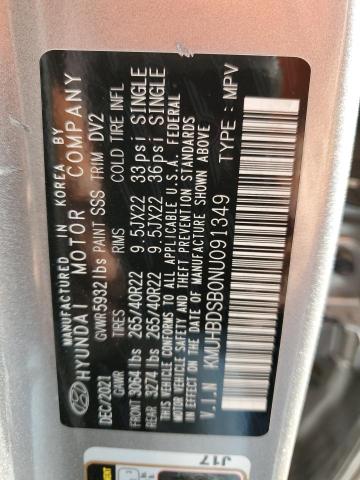 MANUFACTURED IN KOREA BY
HYUNDAI MOTOR COMPANY
DEC/2021 GVWR 5932 lbs PAINT SSS TRIM DV2
GAWR TIRES RIMS COLD TIRE INFL
FRONT 3064 lbs 265/40R22 9.5JX22 33psi SINGLE
REAR 3274 lbs 265/40R22 9.5JX22 36psi SINGLE
THIS VEHICLE CONFORMS TO ALL APPLICABLE U.S.A. FEDERAL
MOTOR VEHICLE SAFETY AND THEFT PREVENTION STANDARDS
IN EFFECT ON THE DATE OF MANUFACTURE SHOWN ABOVE
V.I.N KMUHBDSB0NU091349 TYPE : MPV
J17